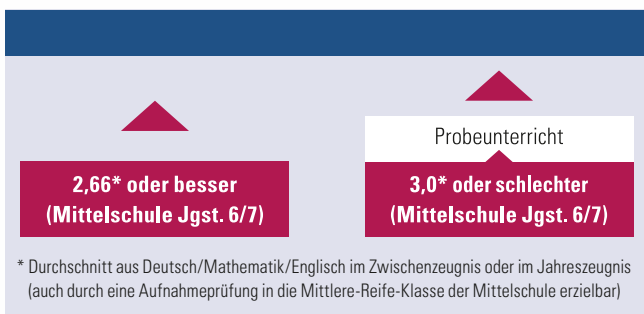 Probeunterricht
2,66* oder besser
(Mittelschule Jgst. 6/7)
3,0* oder schlechter
(Mittelschule Jgst. 6/7)
* Durchschnitt aus Deutsch/Mathematik/Englisch im Zwischenzeugnis oder im Jahreszeugnis
(auch durch eine Aufnahmeprüfung in die Mittlere-Reife-Klasse der Mittelschule erzielbar)